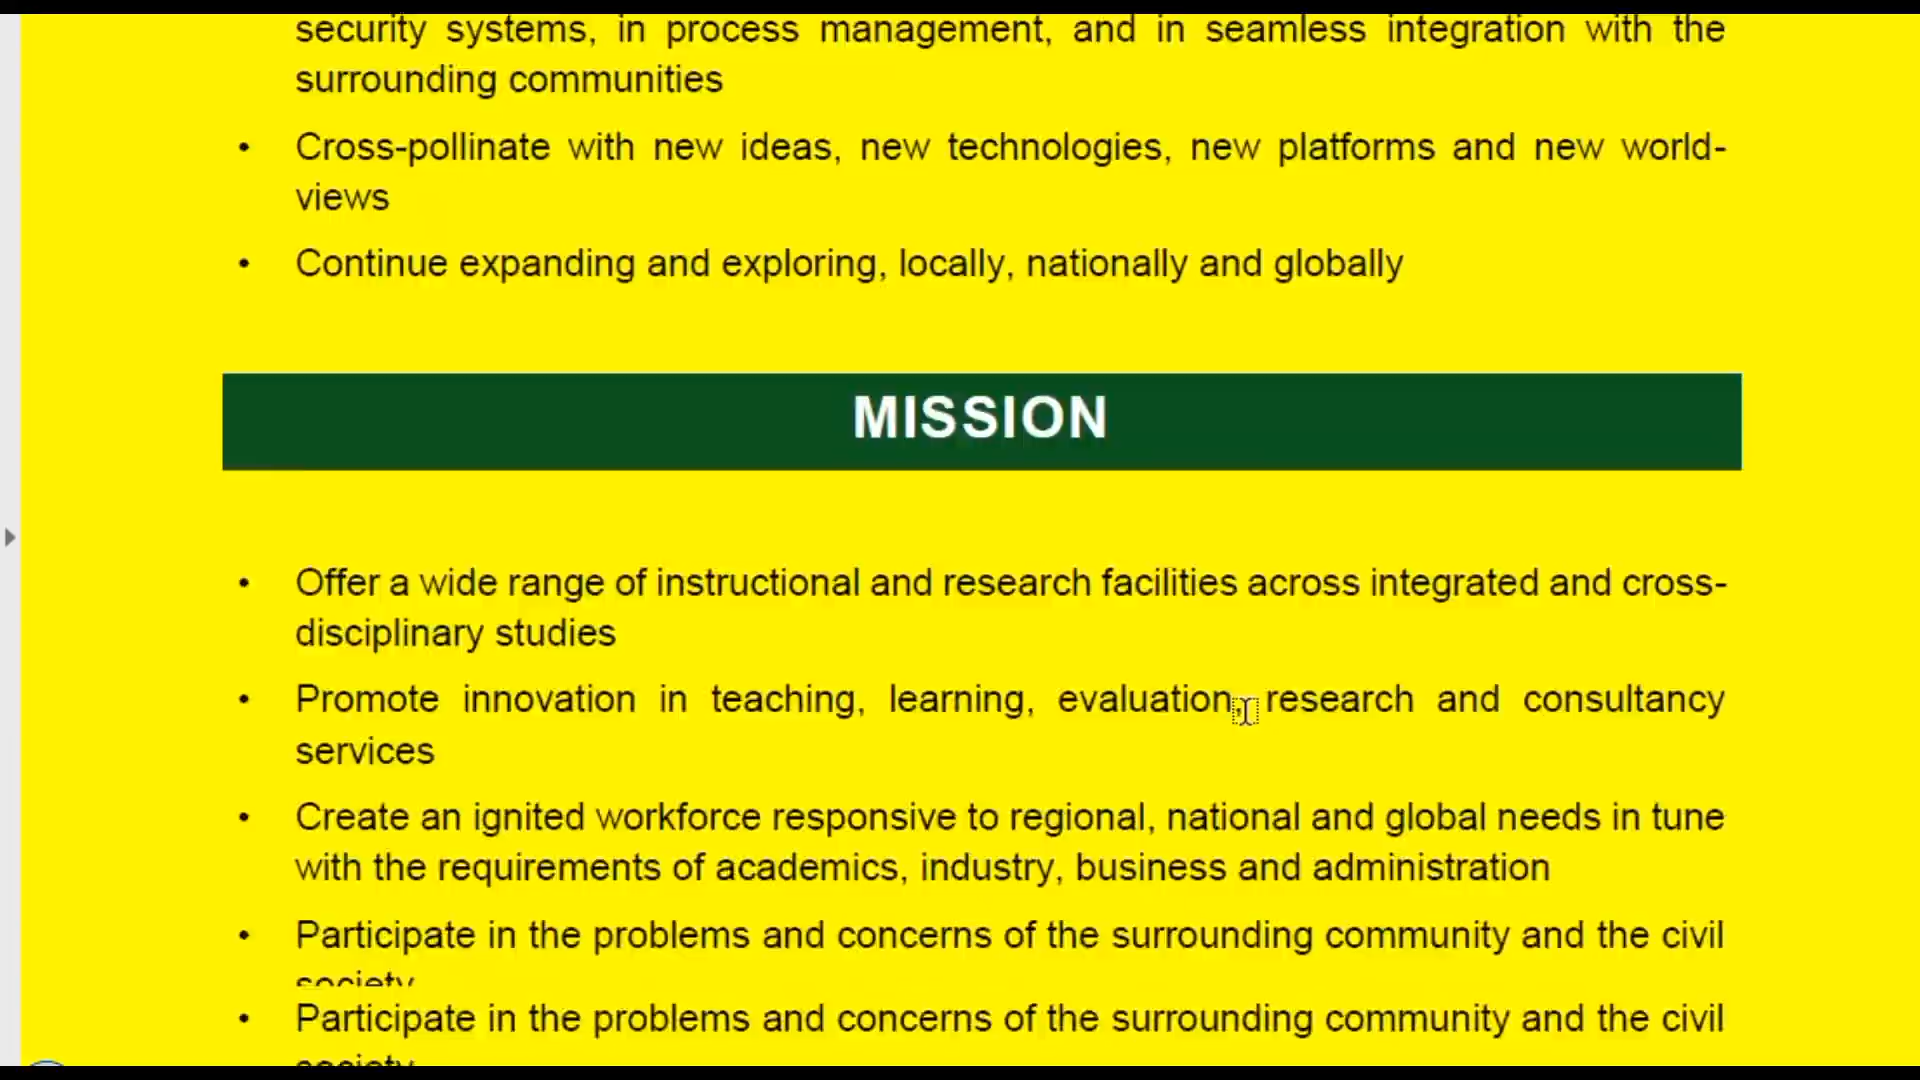 security systems, in process management, and in seamless integration with the
surrounding communities
• Cross-pollinate with new ideas, new technologies, new platforms and new world-
views
• Continue expanding and exploring, locally, nationally and globally
MISSION
• Offer a wide range of instructional and research facilities across integrated and cross-
disciplinary studies
• Promote innovation in teaching, learning, evaluation, research and consultancy
services
• Create an ignited workforce responsive to regional, national and global needs in tune
with the requirements of academics, industry, business and administration
• Participate in the problems and concerns of the surrounding community and the civil
society
• Participate in the problems and concerns of the surrounding community and the civil
society